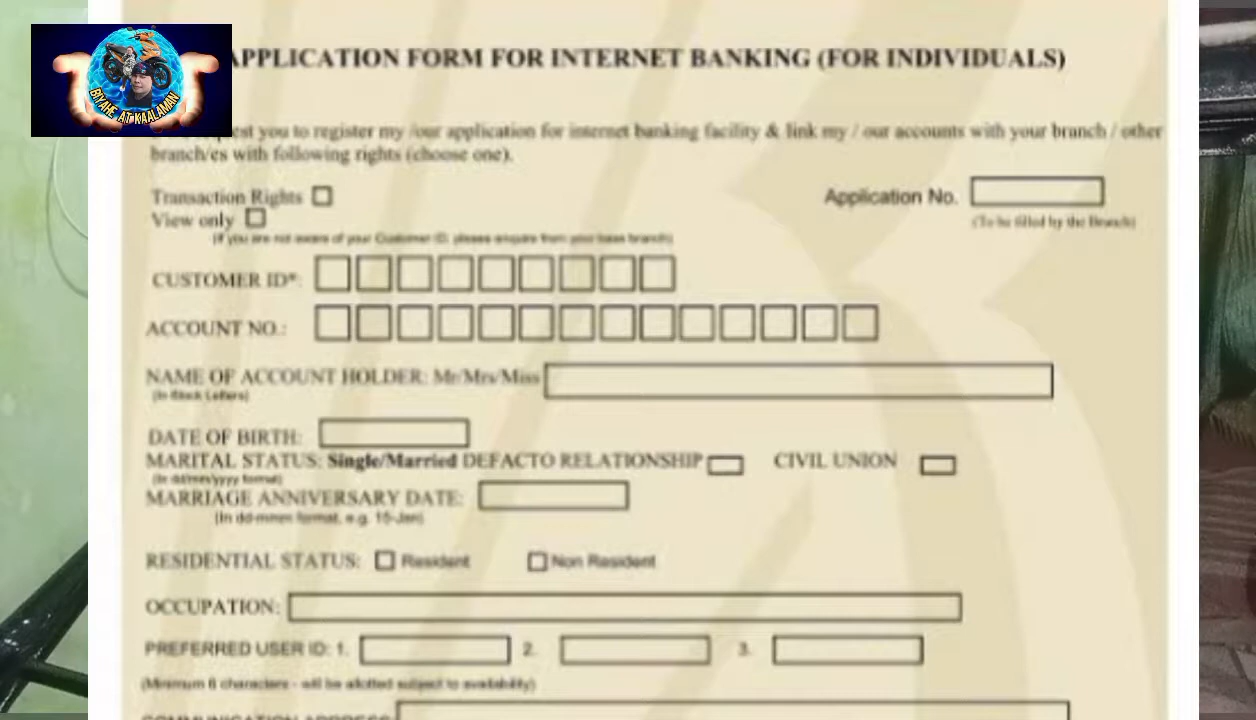 BIYAHE AT KAALAMAN
APPLICATION FORM FOR INTERNET BANKING (FOR INDIVIDUALS)
est you to register my /our application for internet banking facility & link my / our accounts with your branch / other
branch/es with following rights (choose one).
Transaction Rights
Application No.
View only
(To be filled by the Branch)
(If you are not aware of your Customer ID, please enquire from your base branch)
CUSTOMER ID*:
ACCOUNT NO.:
NAME OF ACCOUNT HOLDER: Mr/Mrs/Miss
(In Block Letters)
DATE OF BIRTH:
MARITAL STATUS: Single/Married DEFACTO RELATIONSHIP CIVIL UNION
(In dd/mm/yyyy format)
MARRIAGE ANNIVERSARY DATE:
(In dd-mmm format, e.g. 15-Jan)
RESIDENTIAL STATUS: Resident Non Resident
OCCUPATION:
PREFERRED USER ID: 1. 2. 3.
(Minimum 6 characters - will be allotted subject to availability)
COMMUNICATION ADDRESS